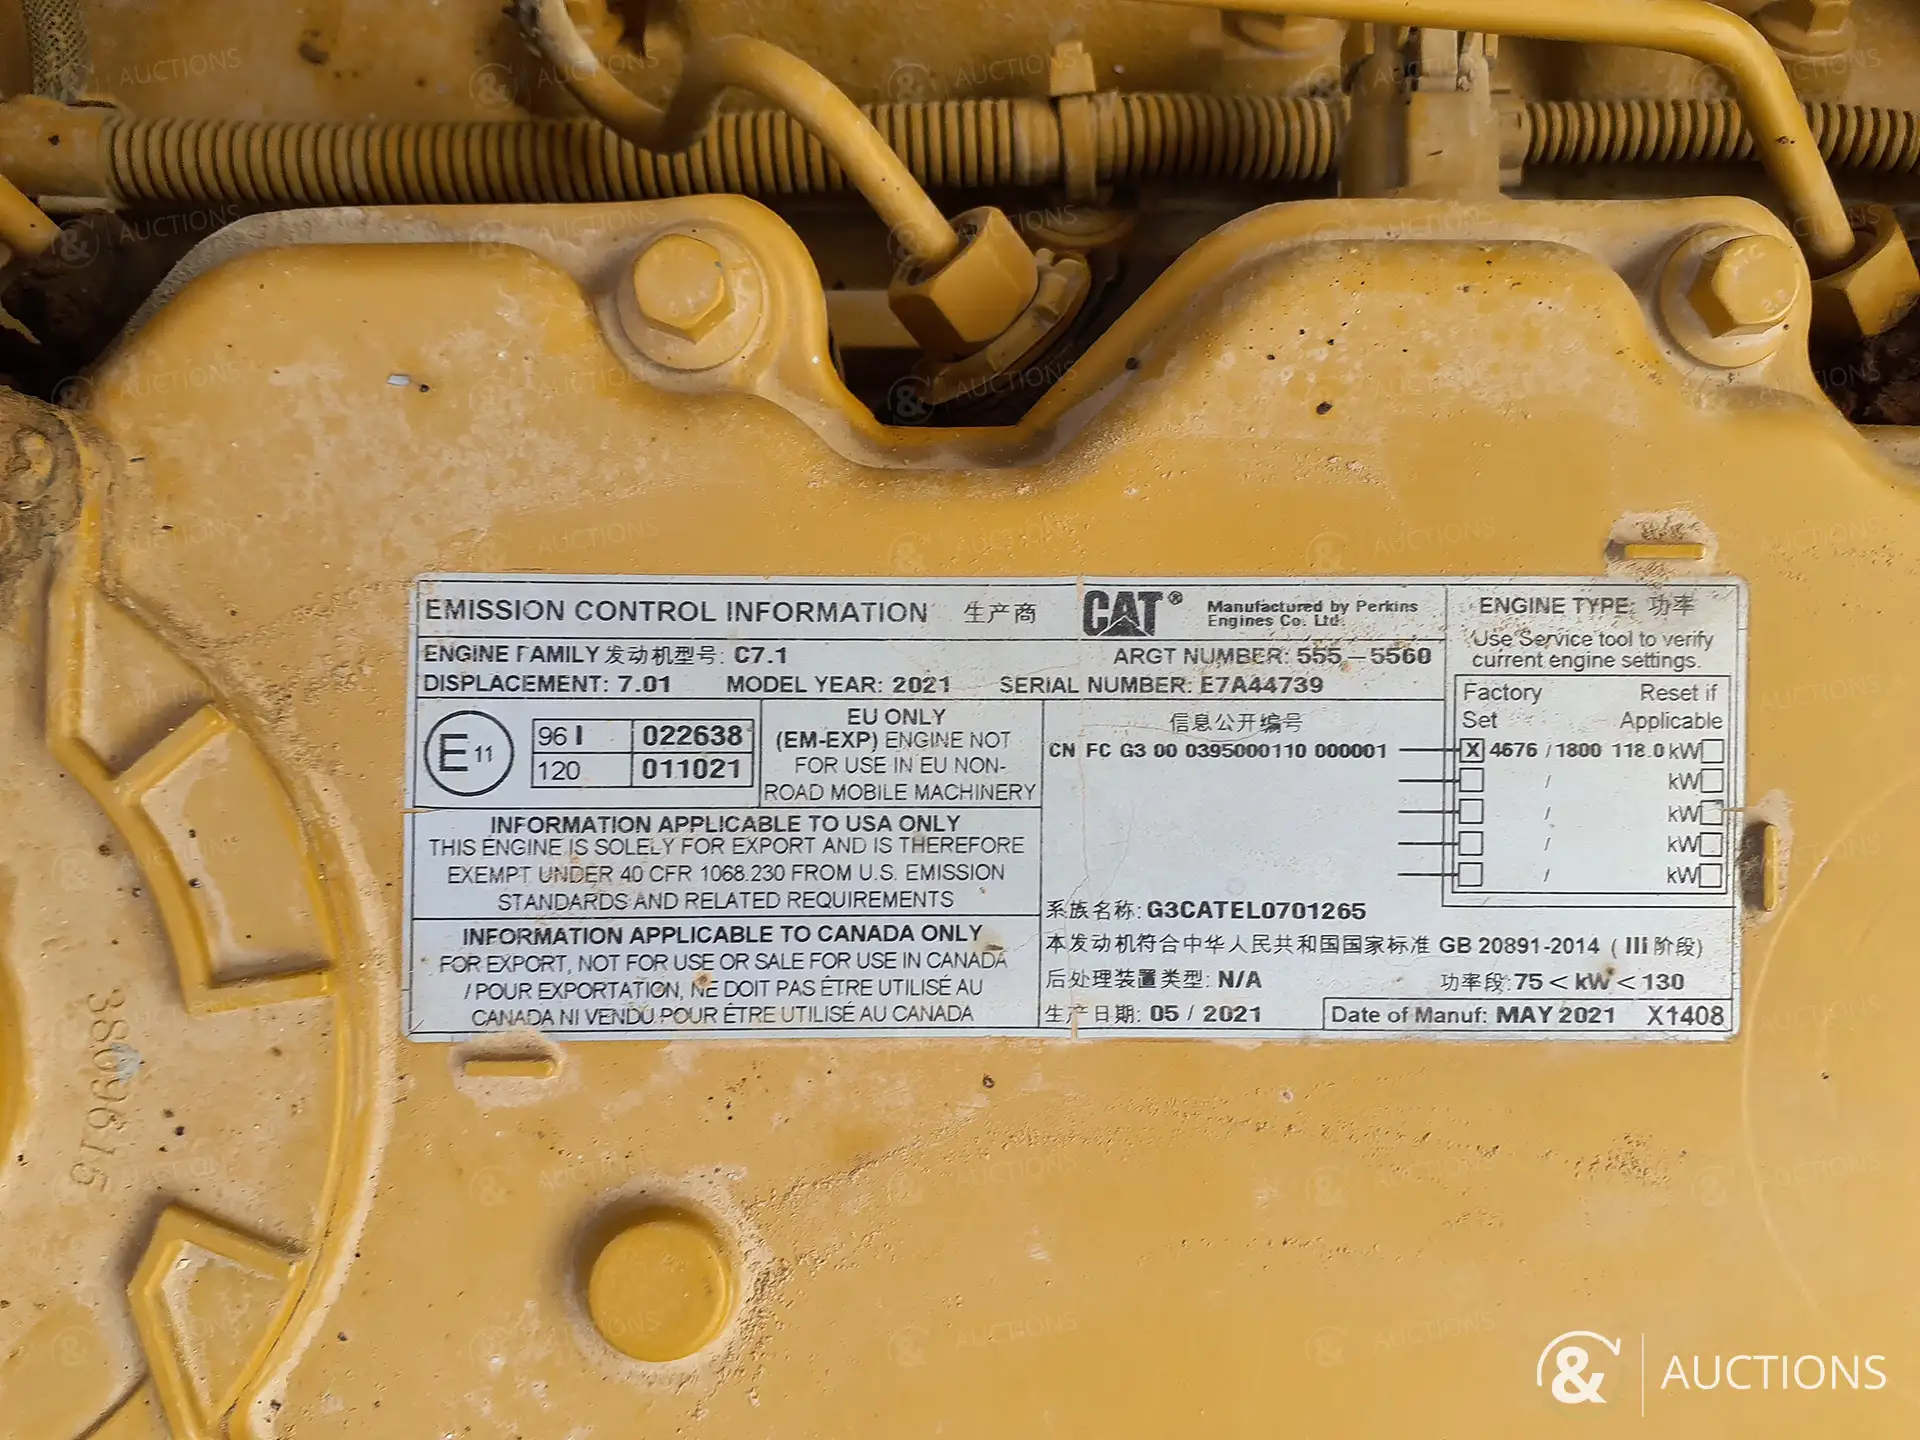 EMISSION CONTROL INFORMATION 生产商 CAT® Manufactured by Perkins Engines Co. Ltd
ENGINE FAMILY 发动机型号: C7.1 ARGT NUMBER: 555-5560
DISPLACEMENT: 7.01 MODEL YEAR: 2021 SERIAL NUMBER: E7A44739
ENGINE TYPE: 功率
Use Service tool to verify
current engine settings.
Factory Reset if
Set Applicable
X 4676 / 1800 118.0 kW
/ kW
/ kW
/ kW
/ kW
E 11
96 I 022638
120 011021
EU ONLY
(EM-EXP) ENGINE NOT
FOR USE IN EU NON-
ROAD MOBILE MACHINERY
信息公开编号
CN FC G3 00 0395000110 000001
INFORMATION APPLICABLE TO USA ONLY
THIS ENGINE IS SOLELY FOR EXPORT AND IS THEREFORE
EXEMPT UNDER 40 CFR 1068.230 FROM U.S. EMISSION
STANDARDS AND RELATED REQUIREMENTS
INFORMATION APPLICABLE TO CANADA ONLY
FOR EXPORT, NOT FOR USE OR SALE FOR USE IN CANADA
/ POUR EXPORTATION, NE DOIT PAS ÊTRE UTILISÉ AU
CANADA NI VENDU POUR ÊTRE UTILISÉ AU CANADA
系族名称: G3CATEL0701265
本发动机符合中华人民共和国国家标准 GB 20891-2014 ( III 阶段)
后处理装置类型: N/A 功率段: 75 < kW < 130
生产日期: 05 / 2021 Date of Manuf: MAY 2021 X1408
3809615
& AUCTIONS